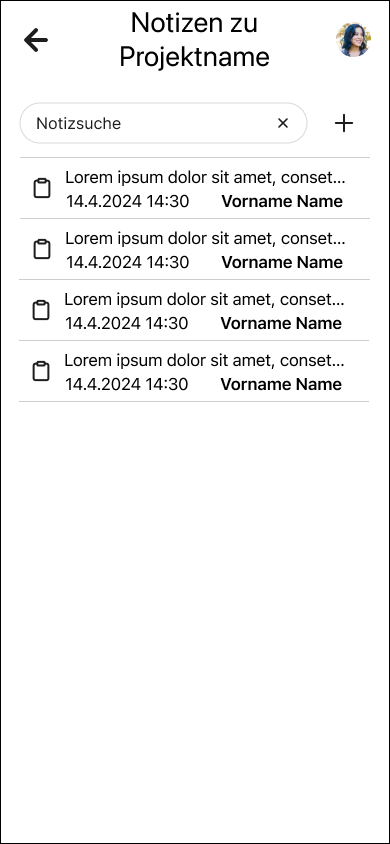 Notizen zu
Projektname
Notizsuche
Lorem ipsum dolor sit amet, conset...
14.4.2024 14:30 Vorname Name
Lorem ipsum dolor sit amet, conset...
14.4.2024 14:30 Vorname Name
Lorem ipsum dolor sit amet, conset...
14.4.2024 14:30 Vorname Name
Lorem ipsum dolor sit amet, conset...
14.4.2024 14:30 Vorname Name